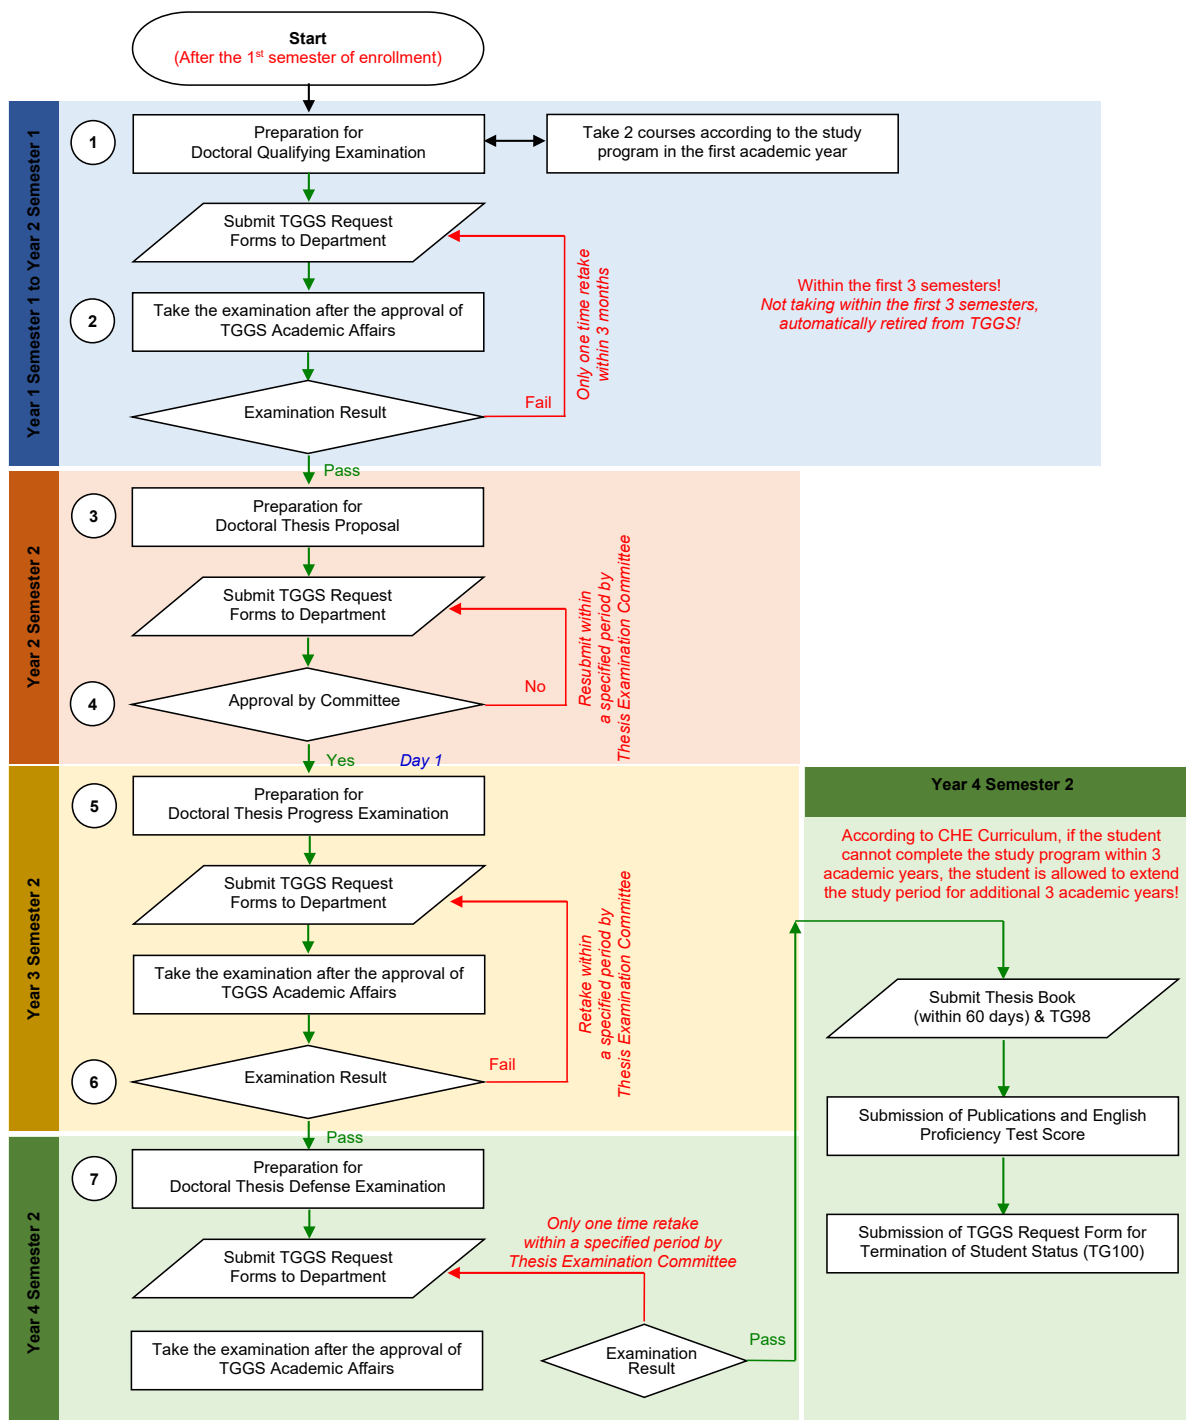 Start
(After the 1st semester of enrollment)
Year 1 Semester 1 to Year 2 Semester 1
1
Preparation for
Doctoral Qualifying Examination
Take 2 courses according to the study
program in the first academic year
Submit TGGS Request
Forms to Department
Only one time retake
within 3 months
Within the first 3 semesters!
Not taking within the first 3 semesters,
automatically retired from TGGS!
2
Take the examination after the approval of
TGGS Academic Affairs
Examination Result
Fail
Pass
Year 2 Semester 2
3
Preparation for
Doctoral Thesis Proposal
Submit TGGS Request
Forms to Department
Resubmit within
a specified period by
Thesis Examination Committee
4
Approval by Committee
No
Yes
Day 1
Year 3 Semester 2
5
Preparation for
Doctoral Thesis Progress Examination
Submit TGGS Request
Forms to Department
Retake within
a specified period by
Thesis Examination Committee
Take the examination after the approval of
TGGS Academic Affairs
6
Examination Result
Fail
Pass
Year 4 Semester 2
7
Preparation for
Doctoral Thesis Defense Examination
Submit TGGS Request
Forms to Department
Only one time retake
within a specified period by
Thesis Examination Committee
Take the examination after the approval of
TGGS Academic Affairs
Examination
Result
Pass
Year 4 Semester 2
According to CHE Curriculum, if the student
cannot complete the study program within 3
academic years, the student is allowed to extend
the study period for additional 3 academic years!
Submit Thesis Book
(within 60 days) & TG98
Submission of Publications and English
Proficiency Test Score
Submission of TGGS Request Form for
Termination of Student Status (TG100)